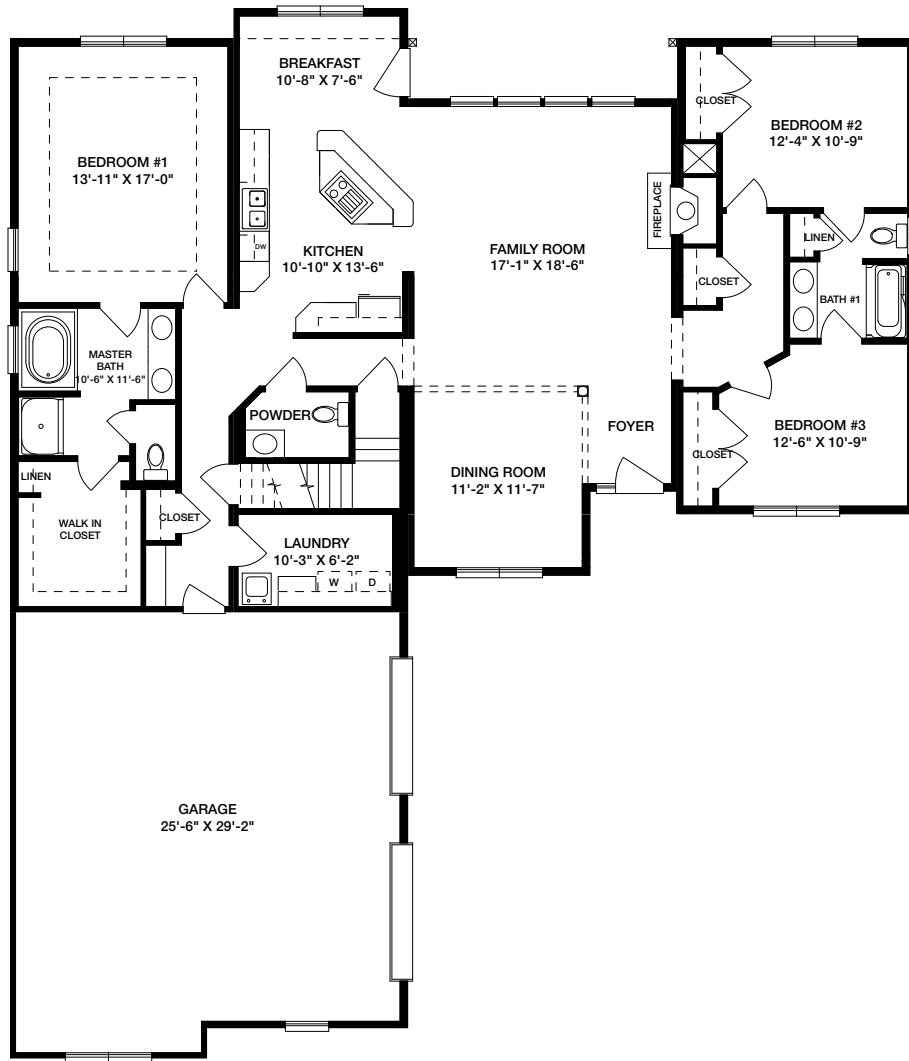 BREAKFAST
10'-8" X 7'-6"
CLOSET
BEDROOM #2
12'-4" X 10'-9"
BEDROOM #1
13'-11" X 17'-0"
FIREPLACE
LINEN
DW
KITCHEN
10'-10" X 13'-6"
FAMILY ROOM
17'-1" X 18'-6"
CLOSET
BATH #1
MASTER
BATH
10'-6" X 11'-6"
POWDER
FOYER
BEDROOM #3
12'-6" X 10'-9"
CLOSET
LINEN
DINING ROOM
11'-2" X 11'-7"
WALK IN
CLOSET
CLOSET
LAUNDRY
10'-3" X 6'-2"
W
D
GARAGE
25'-6" X 29'-2"